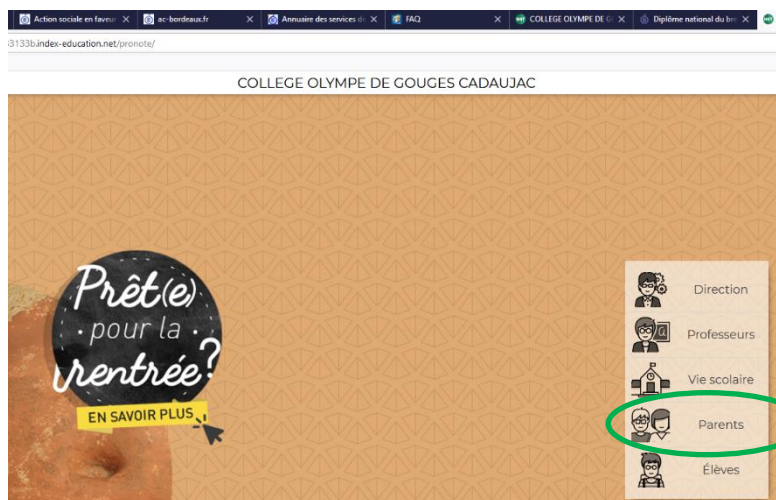 Action sociale en faveur
ac-bordeaux.fr
Annuaire des services de
FAQ
COLLEGE OLYMPE DE G
Diplôme national du bre
3133b.index-education.net/pronote/
COLLEGE OLYMPE DE GOUGES CADAUJAC
Prêt(e)
pour la
rentrée?
EN SAVOIR PLUS
Direction
Professeurs
Vie scolaire
Parents
Élèves